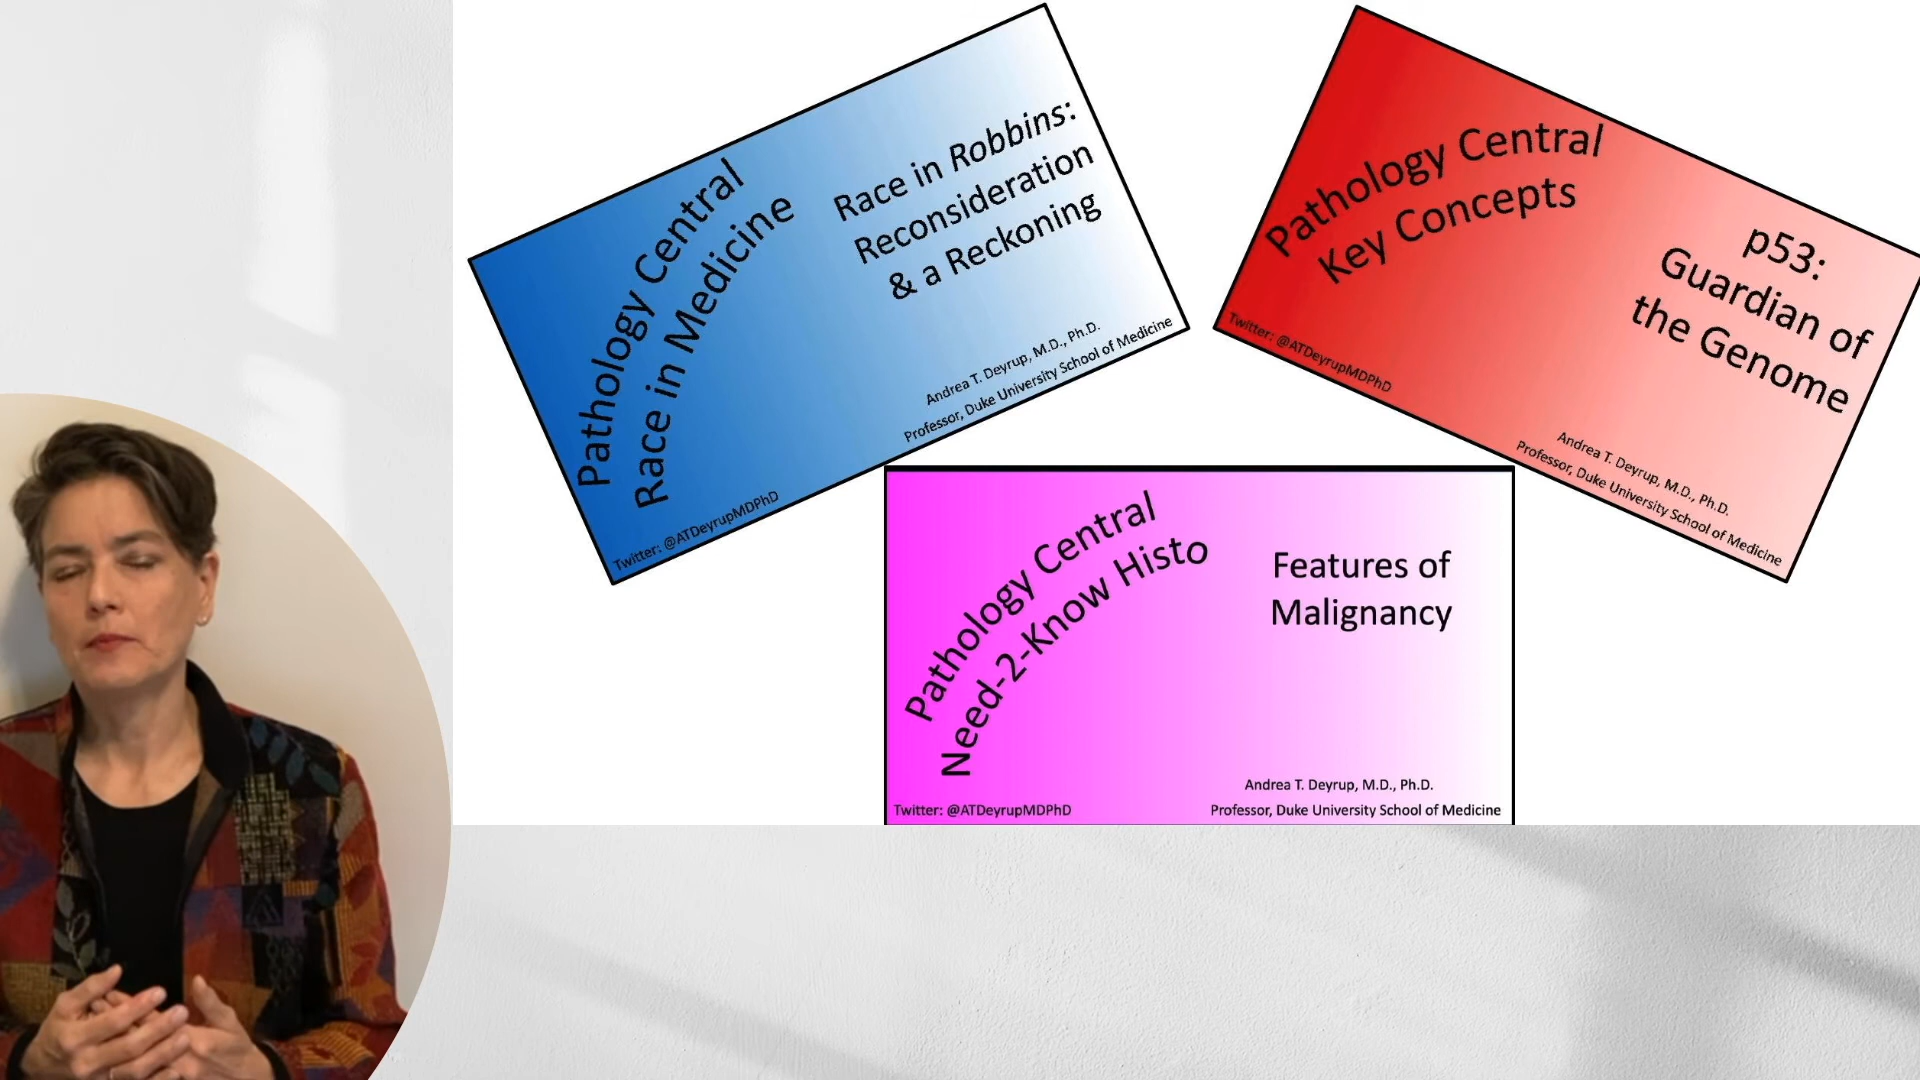 Pathology Central
Race in Medicine
Race in Robbins:
Reconsideration
& a Reckoning
Andrea T. Deyrup, M.D., Ph.D.
Professor, Duke University School of Medicine
Twitter: @ATDeyrupMDPhD
Pathology Central
Key Concepts
p53:
Guardian of
the Genome
Twitter: @ATDeyrupMDPhD
Andrea T. Deyrup, M.D., Ph.D.
Professor, Duke University School of Medicine
Pathology Central
Need-2-Know Histo
Features of
Malignancy
Andrea T. Deyrup, M.D., Ph.D.
Twitter: @ATDeyrupMDPhD
Professor, Duke University School of Medicine